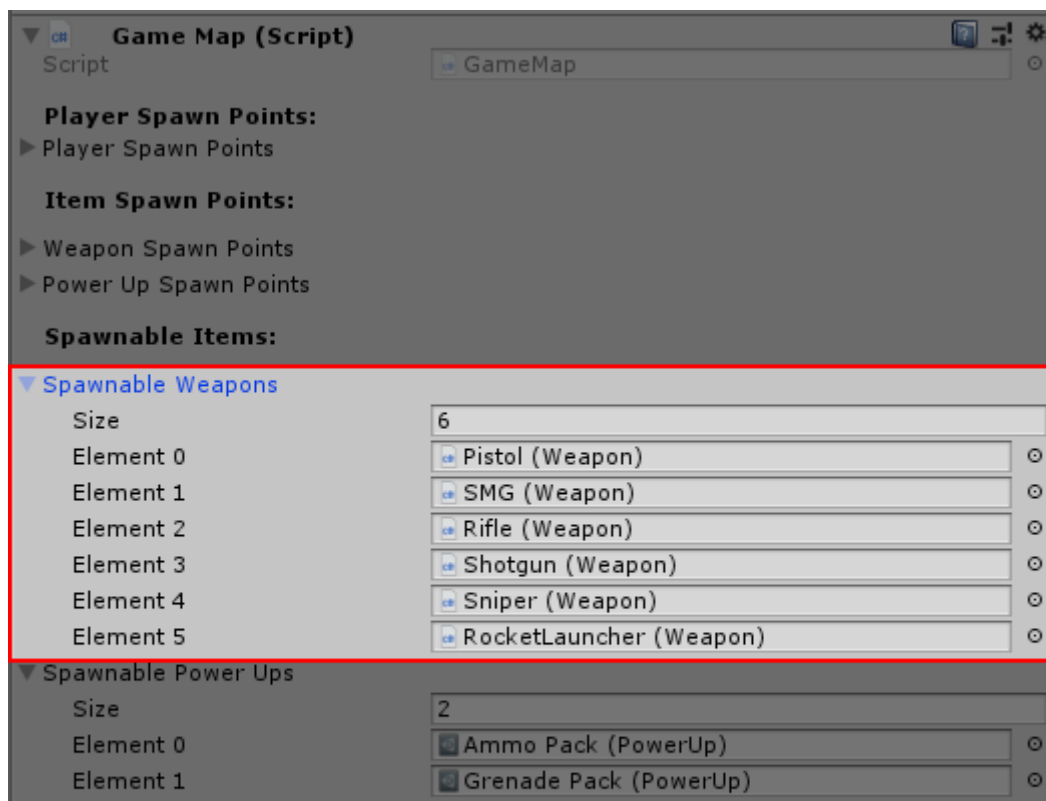 Game Map (Script)
Script GameMap
Player Spawn Points:
Player Spawn Points
Item Spawn Points:
Weapon Spawn Points
Power Up Spawn Points
Spawnable Items:
Spawnable Weapons
Size 6
Element 0 Pistol (Weapon)
Element 1 SMG (Weapon)
Element 2 Rifle (Weapon)
Element 3 Shotgun (Weapon)
Element 4 Sniper (Weapon)
Element 5 RocketLauncher (Weapon)
Spawnable Power Ups
Size 2
Element 0 Ammo Pack (PowerUp)
Element 1 Grenade Pack (PowerUp)